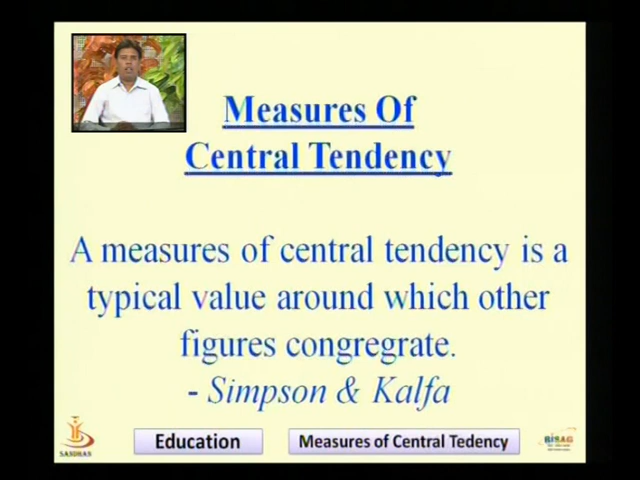 Measures Of
Central Tendency
A measures of central tendency is a
typical value around which other
figures congregrate.
- Simpson & Kalfa
SANDHAN
Education
Measures of Central Tedency
BISAG